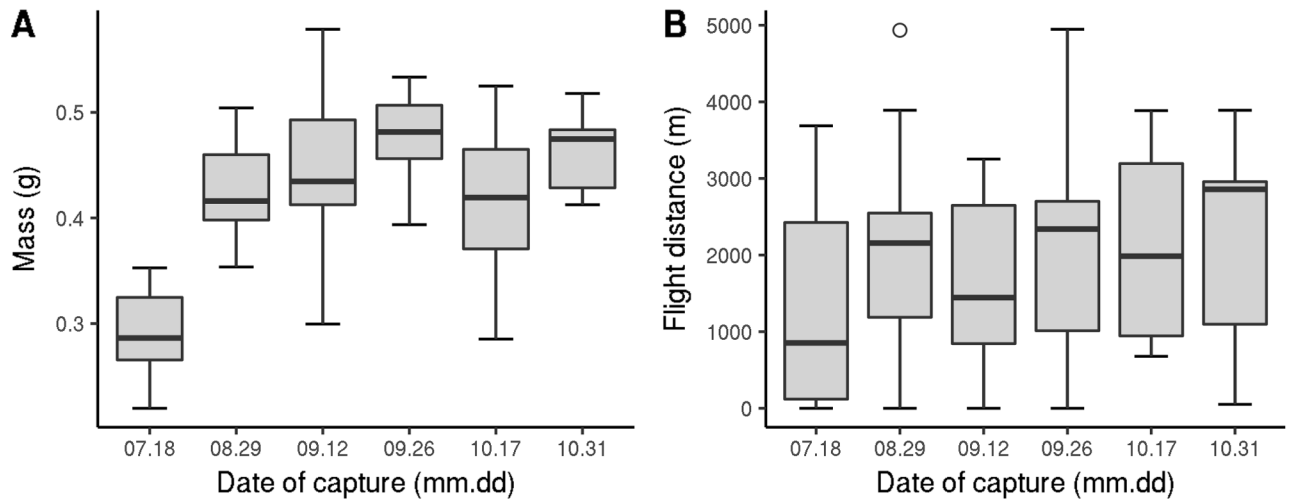 A
Mass (g)
0.5
0.4
0.3
07.18 08.29 09.12 09.26 10.17 10.31
Date of capture (mm.dd)
B
Flight distance (m)
5000
4000
3000
2000
1000
0
07.18 08.29 09.12 09.26 10.17 10.31
Date of capture (mm.dd)